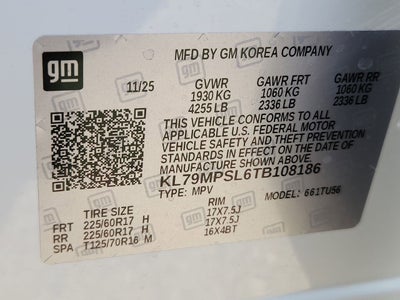 gm
MFD BY GM KOREA COMPANY
11/25 GVWR GAWR FRT GAWR RR
1930 KG 1060 KG 1060 KG
4255 LB 2336 LB 2336 LB
THIS VEHICLE CONFORMS TO ALL APPLICABLE
U.S. FEDERAL MOTOR
VEHICLE SAFETY AND THEFT PREVENTION
STANDARDS IN EFFECT ON THE DATE OF
MANUFACTURE SHOWN ABOVE.
KL79MPSL6TB108186
TYPE: MPV MODEL: 661TU56
TIRE SIZE RIM
FRT 225/60R17 H 17X7.5J
RR 225/60R17 H 17X7.5J
SPA T125/70R16 M 16X4BT